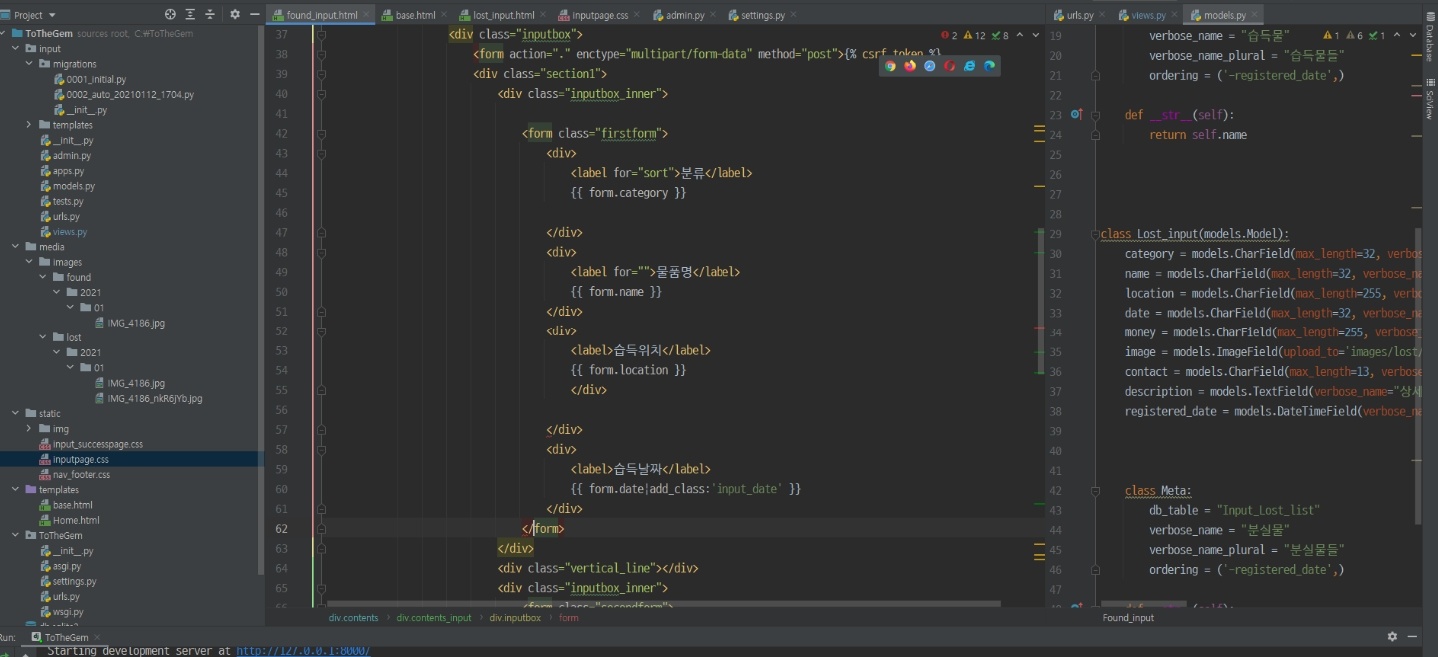 Project
ToTheGem sources root, C:#ToTheGem
input
migrations
0001_initial.py
0002_auto_20210112_1704.py
__init__.py
templates
__init__.py
admin.py
apps.py
models.py
tests.py
urls.py
views.py
media
images
found
2021
01
IMG_4186.jpg
lost
2021
01
IMG_4186.jpg
IMG_4186_nkR6JYb.jpg
static
img
input_successpage.css
inputpage.css
nav_footer.css
templates
base.html
Home.html
ToTheGem
__init__.py
asgi.py
settings.py
urls.py
wsgi.py
found_input.html
base.html
lost_input.html
inputpage.css
admin.py
settings.py
2 12 8
37 <div class="inputbox">
38 <form action="." enctype="multipart/form-data" method="post">{% csrf_token %}
39 <div class="section1">
40 <div class="inputbox_inner">
41
42 <form class="firstform">
43 <div>
44 <label for="sort">분류</label>
45 {{ form.category }}
46
47 </div>
48 <div>
49 <label for="">물품명</label>
50 {{ form.name }}
51 </div>
52 <div>
53 <label>습득위치</label>
54 {{ form.location }}
55 </div>
56
57 </div>
58 <div>
59 <label>습득날짜</label>
60 {{ form.date|add_class:'input_date' }}
61 </div>
62 </form>
63 </div>
64 <div class="vertical_line"></div>
65 <div class="inputbox_inner">
66 <form class="secondform">
div.contents
div.contents_input
div.inputbox
form
urls.py
views.py
models.py
1 6 1
19 verbose_name = "습득물"
20 verbose_name_plural = "습득물들"
21 ordering = ('-registered_date',)
22
23 def __str__(self):
24 return self.name
25
26
27
28
29 class Lost_input(models.Model):
30 category = models.CharField(max_length=32, verbos
31 name = models.CharField(max_length=32, verbose_na
32 location = models.CharField(max_length=255, verb
33 date = models.CharField(max_length=32, verbose_na
34 money = models.CharField(max_length=255, verbose_
35 image = models.ImageField(upload_to='images/lost/
36 contact = models.CharField(max_length=13, verbose
37 description = models.TextField(verbose_name="상세
38 registered_date = models.DateTimeField(verbose_na
39
40
41
42 class Meta:
43 db_table = "Input_Lost_list"
44 verbose_name = "분실물"
45 verbose_name_plural = "분실물들"
46 ordering = ('-registered_date',)
47
Found_input
Database
SciView
Run:
ToTheGem
Starting development server at http://127.0.0.1:8000/